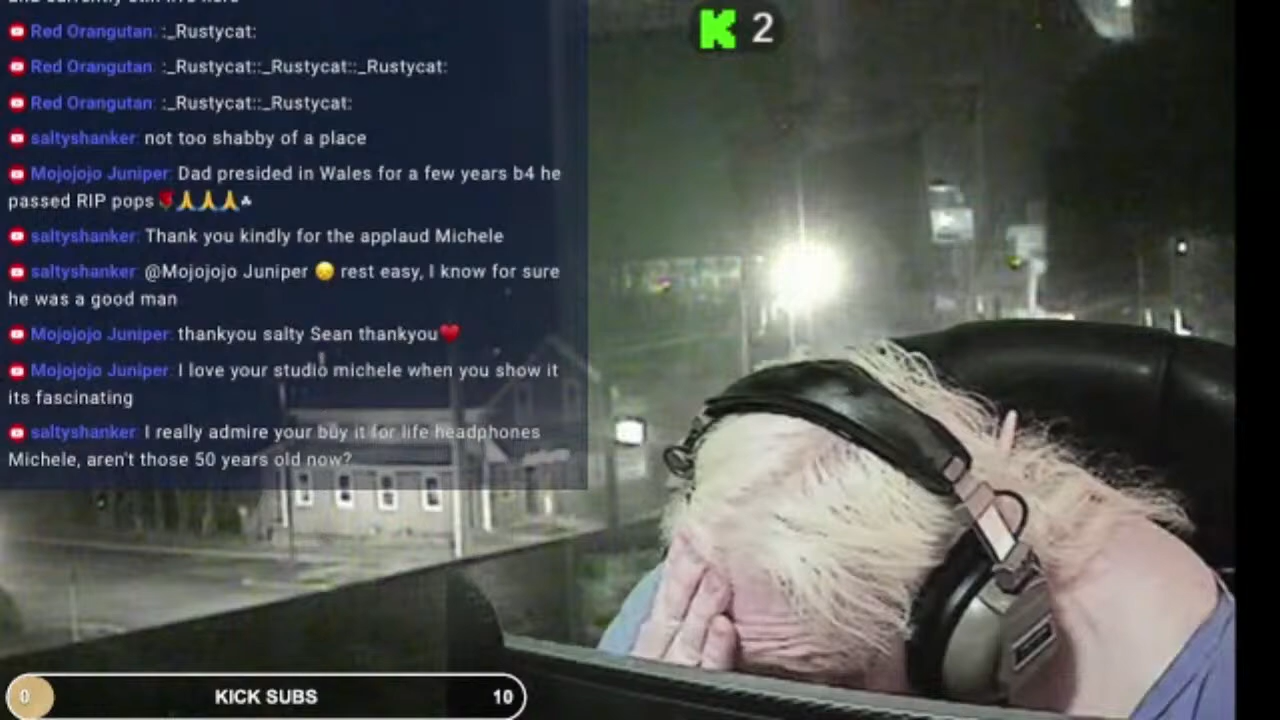 Red Orangutan: :_Rustycat:
Red Orangutan: :_Rustycat::_Rustycat::_Rustycat:
Red Orangutan: :_Rustycat::_Rustycat:
saltyshanker: not too shabby of a place
Mojojojo Juniper: Dad presided in Wales for a few years b4 he
passed RIP pops🌹🙏🙏🙏☘
saltyshanker: Thank you kindly for the applaud Michele
saltyshanker: @Mojojojo Juniper 😞 rest easy, I know for sure
he was a good man
Mojojojo Juniper: thankyou salty Sean thankyou❤️
Mojojojo Juniper: I love your studio michele when you show it
its fascinating
saltyshanker: I really admire your buy it for life headphones
Michele, aren't those 50 years old now?
K 2
0 KICK SUBS 10